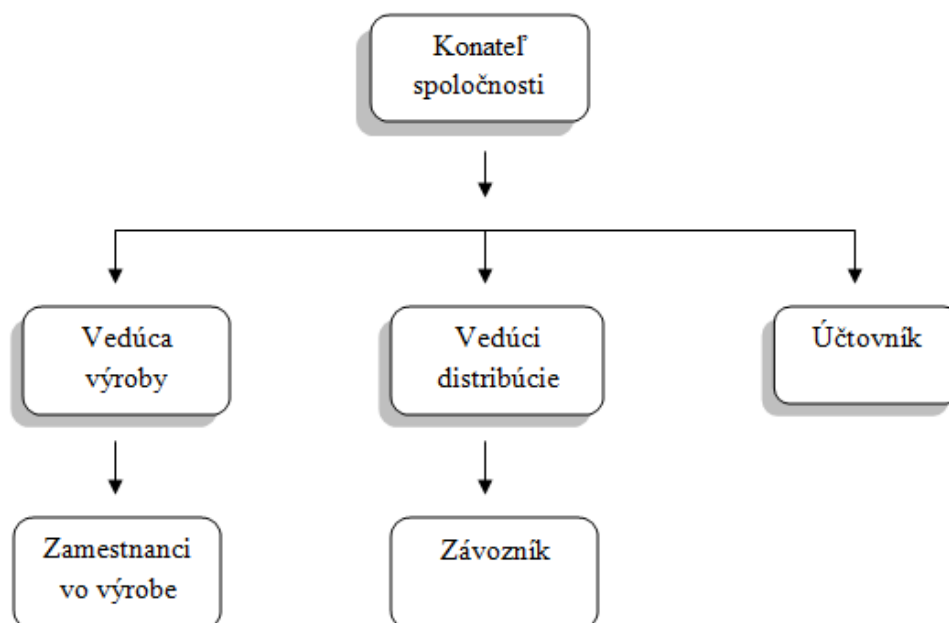 Konateľ
spoločnosti
Vedúca
výroby
Vedúci
distribúcie
Účtovník
Zamestnanci
vo výrobe
Závozník